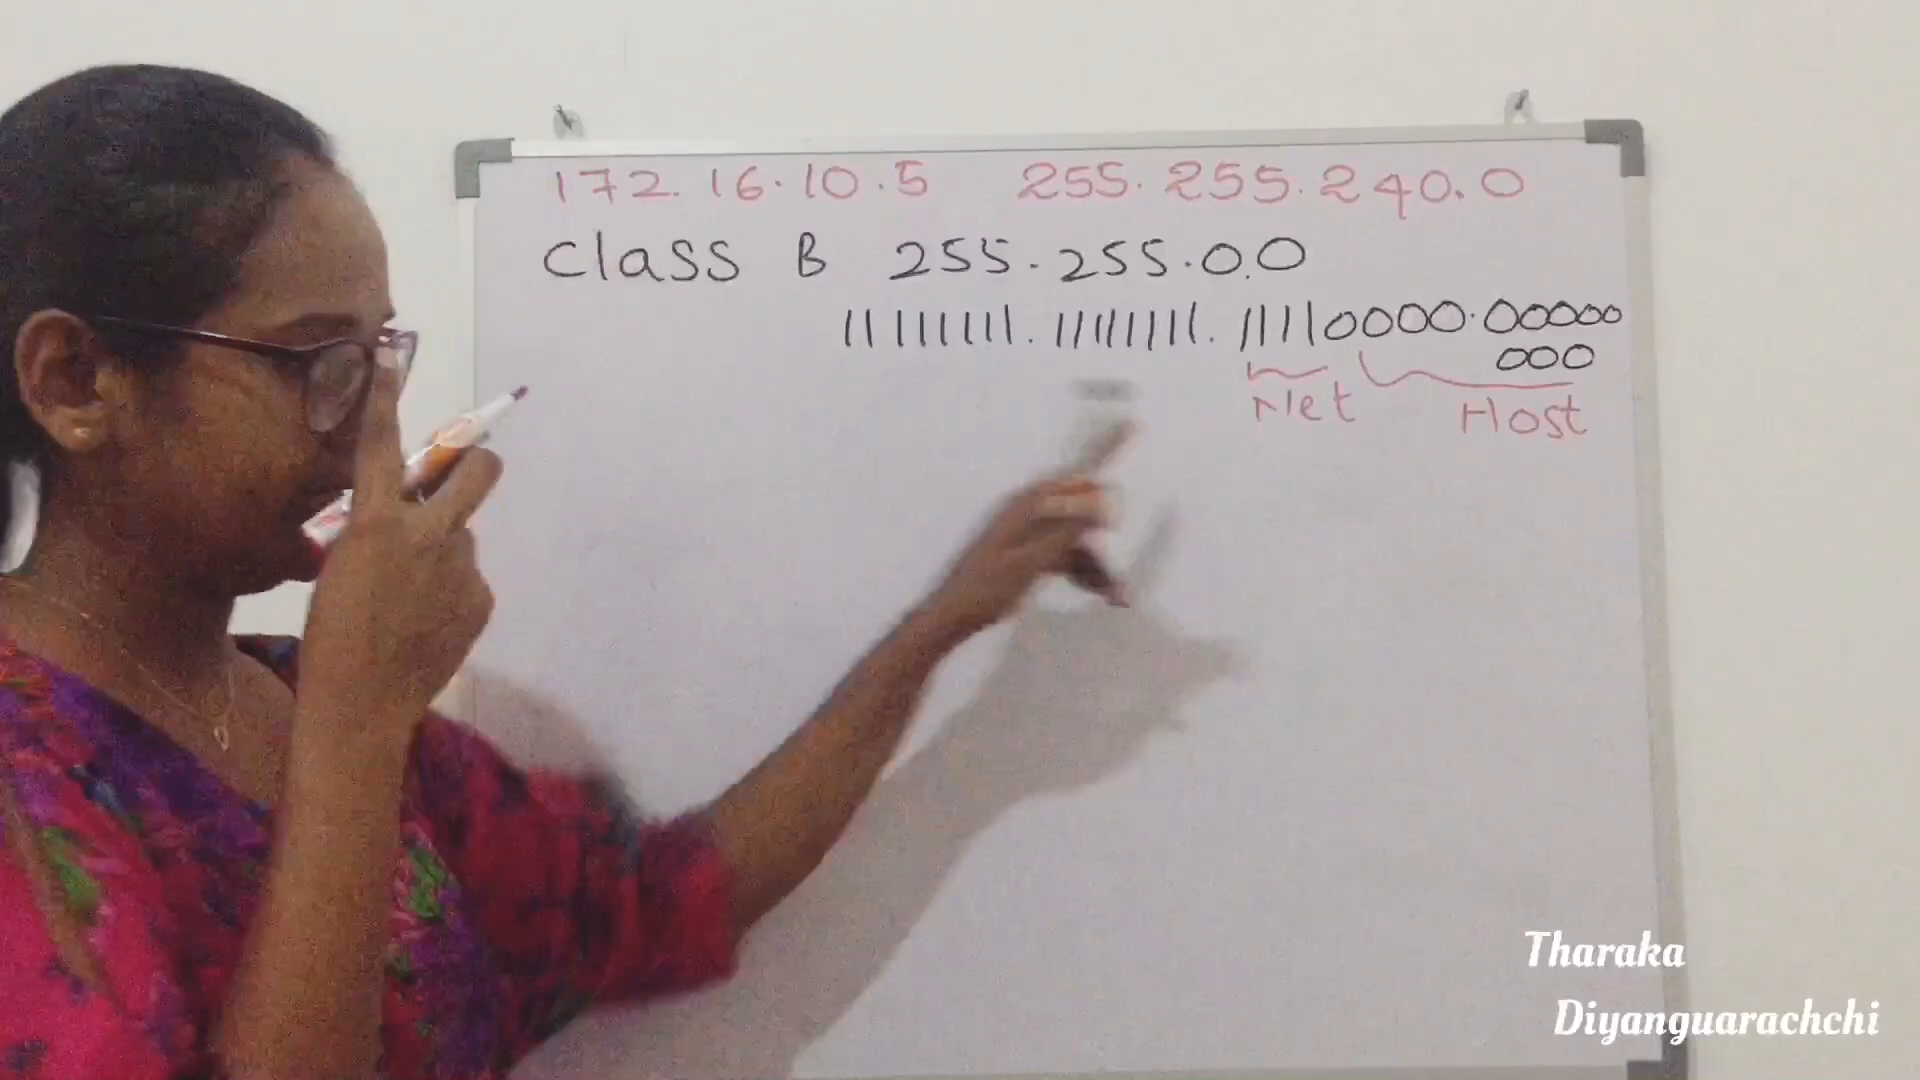 172.16.10.5 255.255.240.0
Class B 255.255.0.0
11111111.11111111.11110000.00000
000
Net Host
Tharaka
Diyanguarachchi